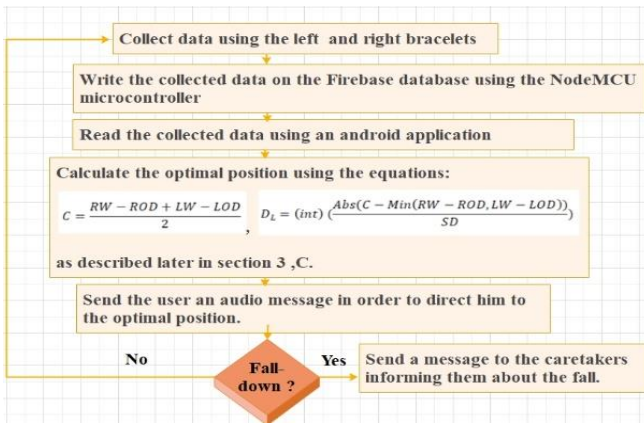 Collect data using the left and right bracelets
Write the collected data on the Firebase database using the NodeMCU
microcontroller
Read the collected data using an android application
Calculate the optimal position using the equations:
C = \frac{RW - ROD + LW - LOD}{2} , D_L = (int) (\frac{Abs(C - Min(RW - ROD, LW - LOD))}{SD})
as described later in section 3 ,C.
Send the user an audio message in order to direct him to
the optimal position.
No
Fall-
down ?
Yes
Send a message to the caretakers
informing them about the fall.